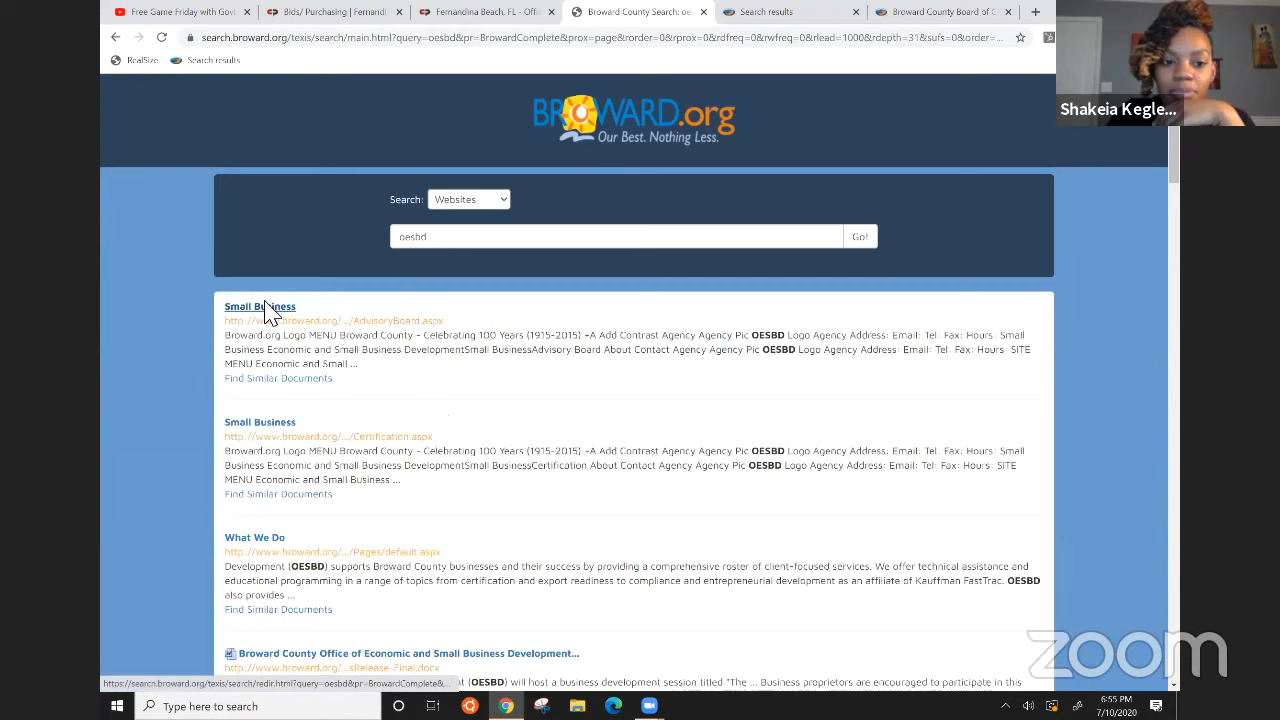 Free Game Friday with Govl
Bids/ Purchasing | Fernandi
Fernandina Beach, FL - Offic
Broward County Search: oes
Search results
Broward County Board of C
search.broward.org/texis/search/main.html?query=oesbd&pr=BrowardComplete&prox=page&rorder=0&rprox=0&rdfreq=0&rwfreq=0&rlead=1000&rdepth=31&sufs=0&order=...
RealSize
Search results
Shakeia Kegle...
BROWARD.org
Our Best. Nothing Less.
Search: Websites
oesbd
Go!
Small Business
.broward.org/.../AdvisoryBoard.aspx
Broward.org Logo MENU Broward County - Celebrating 100 Years (1915-2015) +A Add Contrast Agency Agency Pic OESBD Logo Agency Address: Email: Tel: Fax: Hours: Small
Business Economic and Small Business DevelopmentSmall BusinessAdvisory Board About Contact Agency Agency Pic OESBD Logo Agency Address: Email: Tel: Fax: Hours: SITE
MENU Economic and Small ...
Find Similar Documents
Small Business
http://www.broward.org/.../Certification.aspx
Broward.org Logo MENU Broward County - Celebrating 100 Years (1915-2015) +A Add Contrast Agency Agency Pic OESBD Logo Agency Address: Email: Tel: Fax: Hours: Small
Business Economic and Small Business DevelopmentSmall BusinessCertification About Contact Agency Agency Pic OESBD Logo Agency Address: Email: Tel: Fax: Hours: SITE
MENU Economic and Small Business ...
Find Similar Documents
What We Do
http://www.broward.org/.../Pages/default.aspx
Development (OESBD) supports Broward County businesses and their success by providing a comprehensive roster of client-focused services. We offer technical assistance and
educational programming in a range of topics from certification and export readiness to compliance and entrepreneurial development as an affiliate of Kauffman FastTrac. OESBD
also provides ...
Find Similar Documents
Broward County Office of Economic and Small Business Development...
http://www.broward.org/...sRelease-Final.docx
(OESBD) will host a business development session titled "The ... Business proprietors are encouraged to participate in this
https://search.broward.org/texis/search/redir.html?query=oesbd&pr=BrowardComplete&...
zoom
Type here to search
6:55 PM
7/10/2020